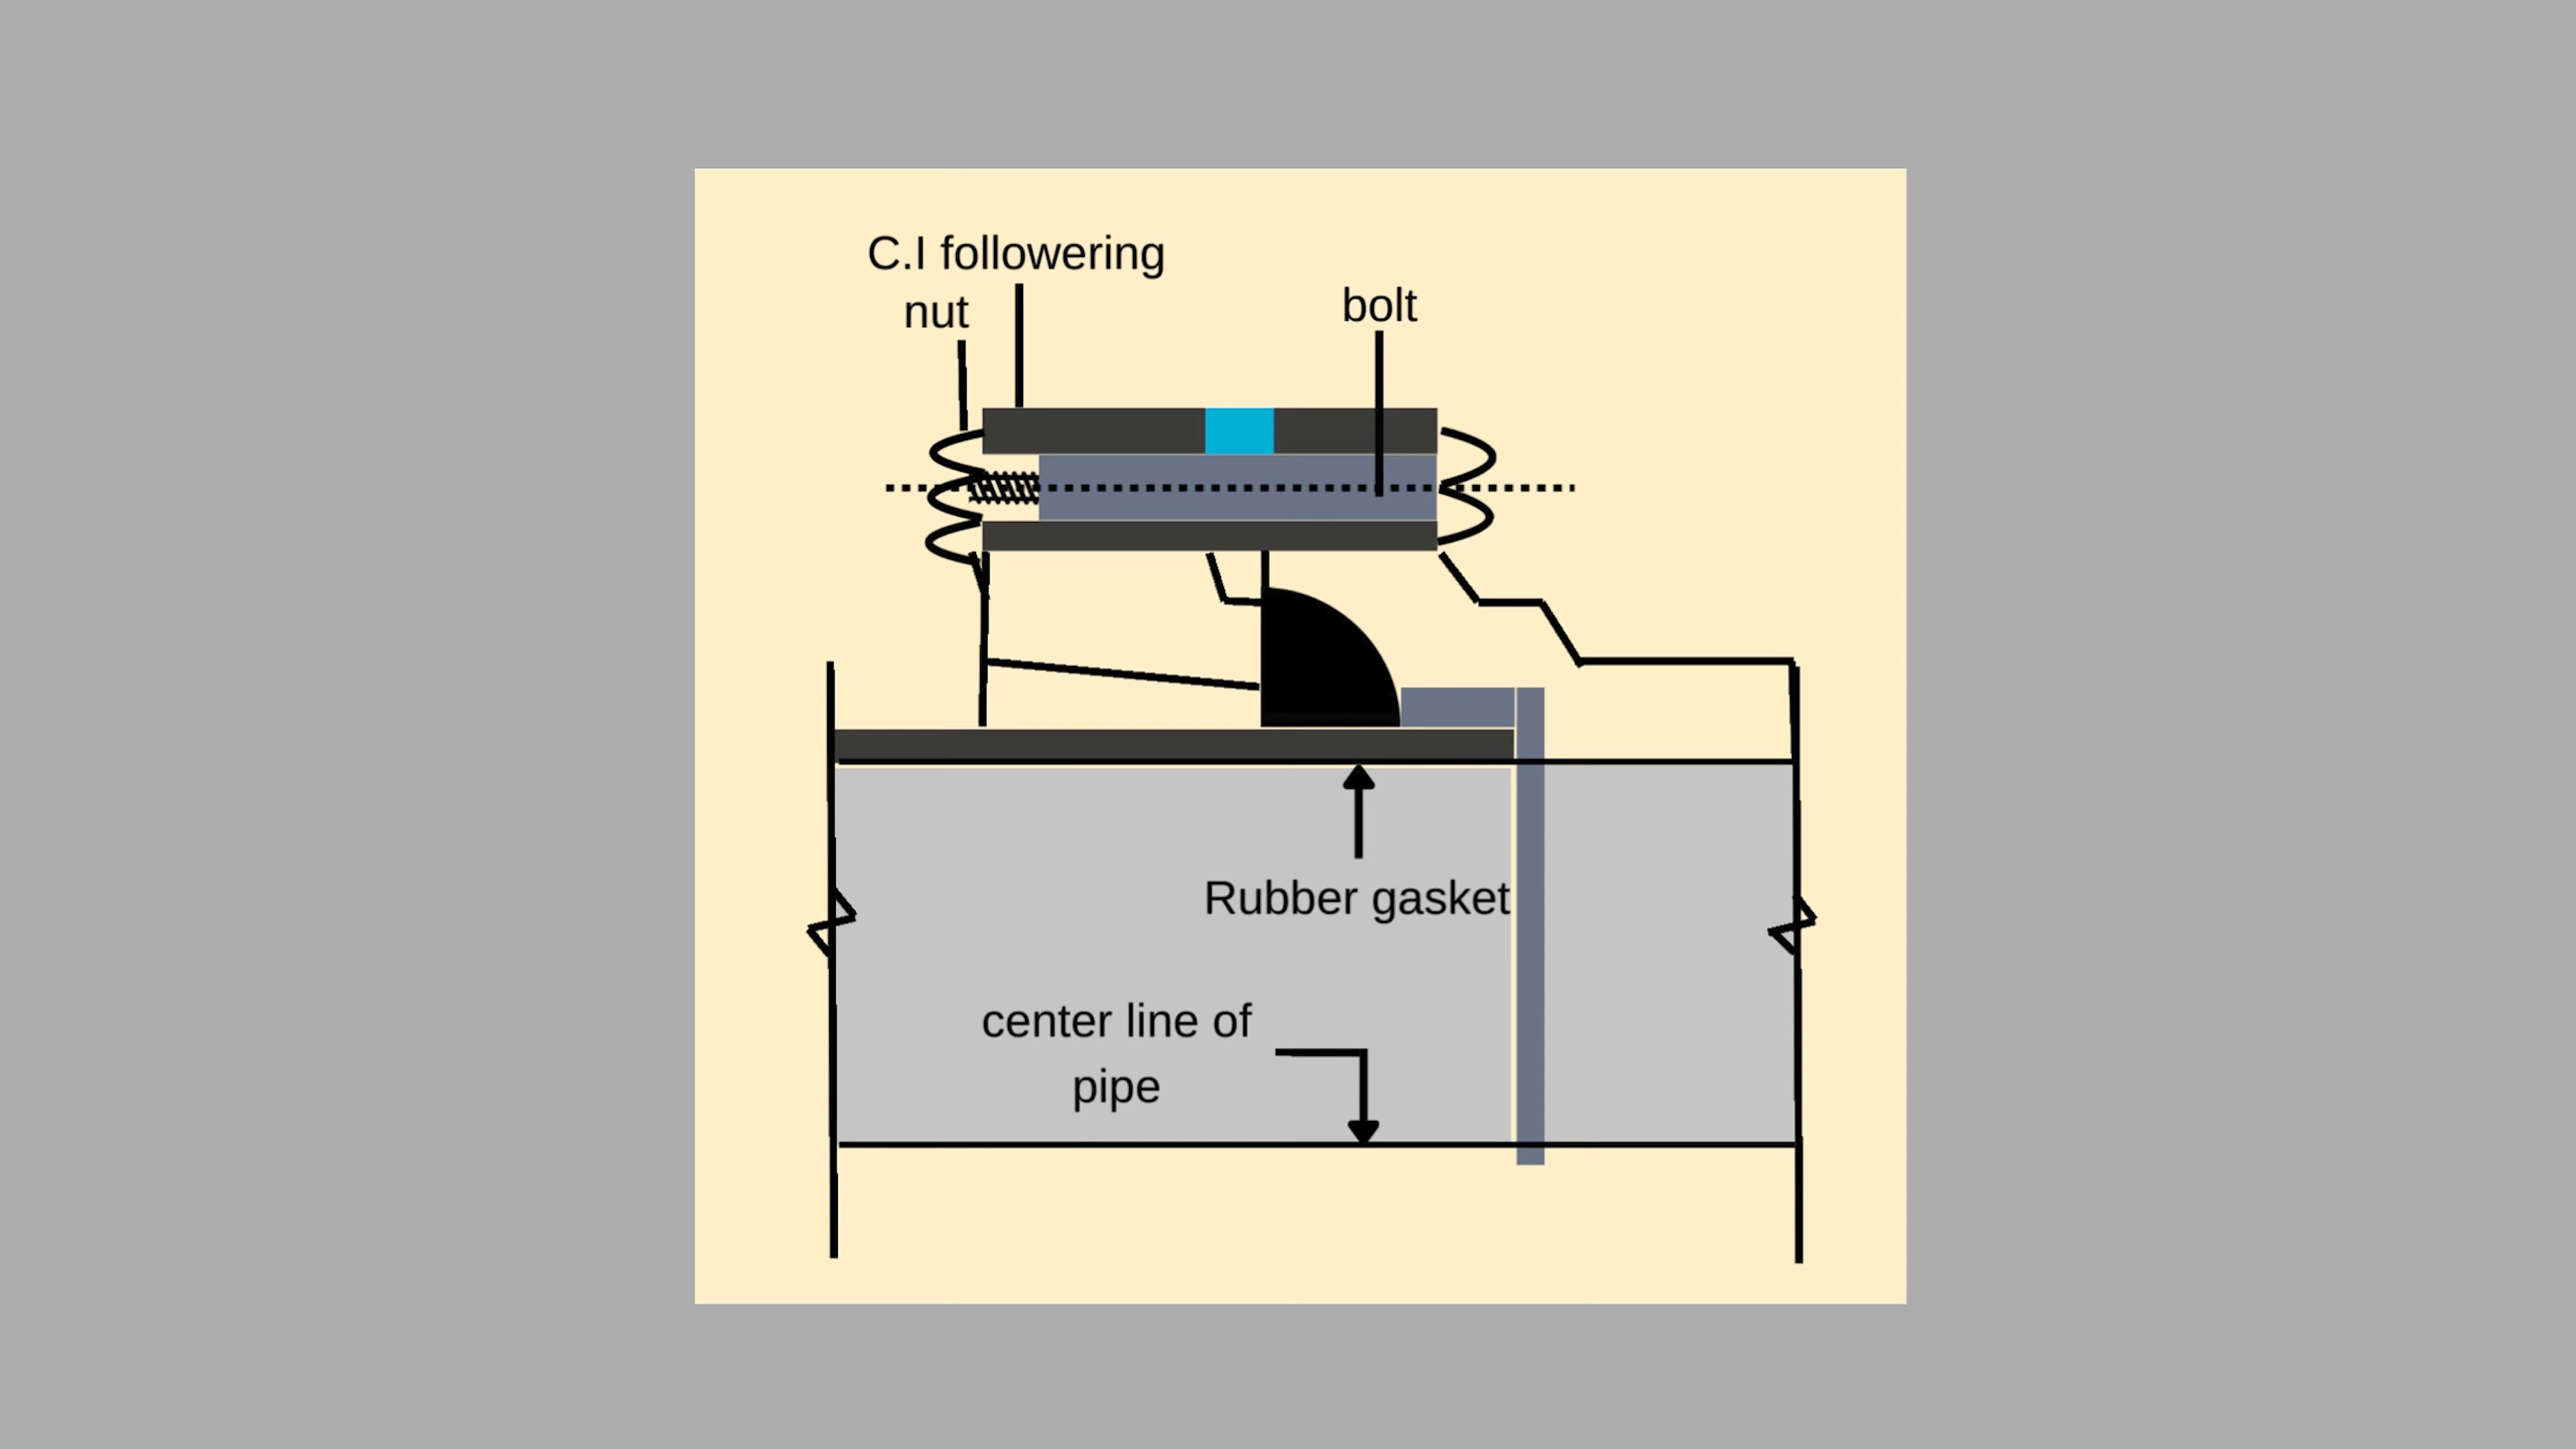 C.I followering
nut
bolt
Rubber gasket
center line of
pipe